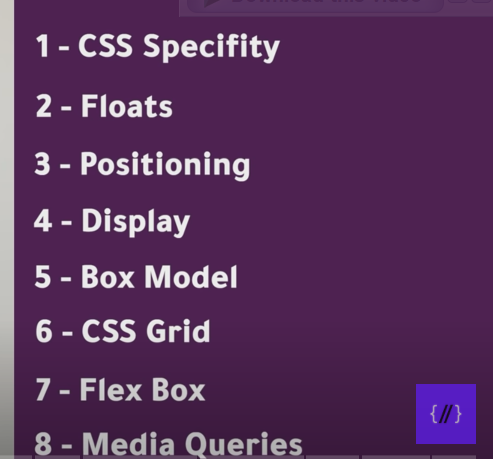 1 - CSS Specifity
2 - Floats
3 - Positioning
4 - Display
5 - Box Model
6 - CSS Grid
7 - Flex Box
{//}
8 - Media Queries